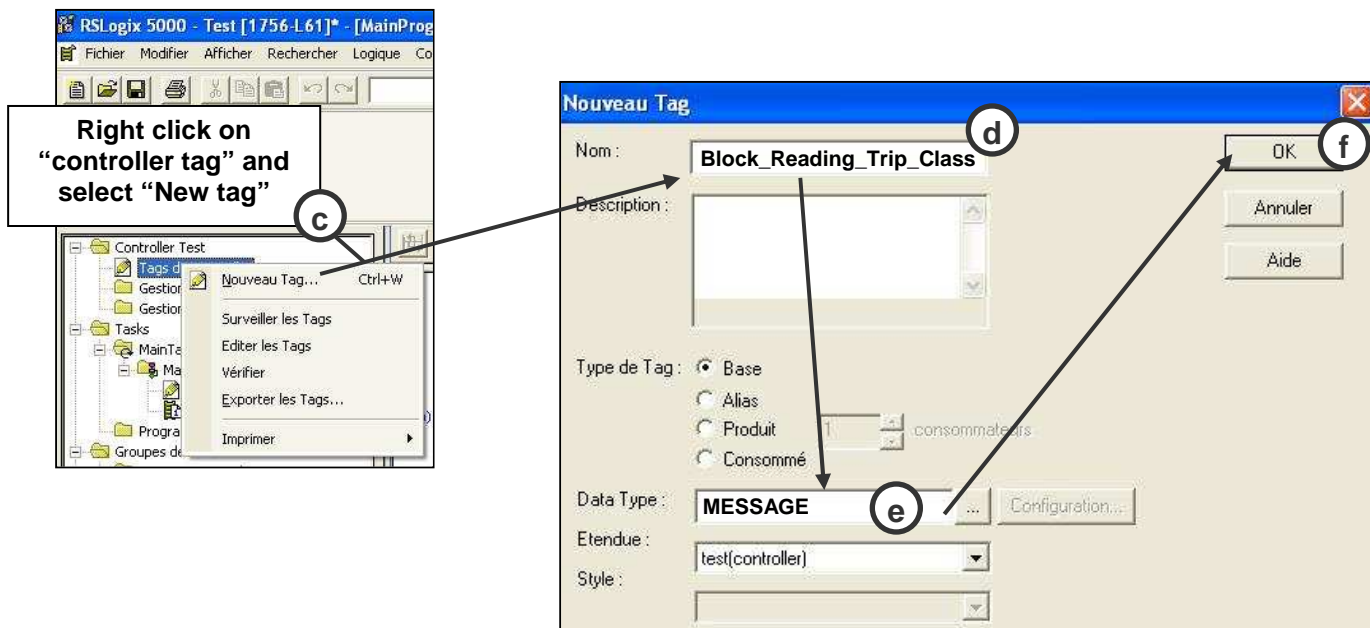 RSLogix 5000 - Test [1756-L61]* - [MainProg
Fichier Modifier Afficher Rechercher Logique Co
Right click on
“controller tag” and
select “New tag”
c
Controller Test
Tags d
Gestion
Gestion
Tasks
MainTa
Ma
Progra
Groupes de
Nouveau Tag... Ctrl+W
Surveiller les Tags
Editer les Tags
Vérifier
Exporter les Tags...
Imprimer
Nouveau Tag
Nom : Block_Reading_Trip_Class d
OK f
Description :
Annuler
Aide
Type de Tag : Base
Alias
Produit 1 consommateurs
Consommé
Data Type : MESSAGE e ... Configuration...
Etendue :
test(controller)
Style :